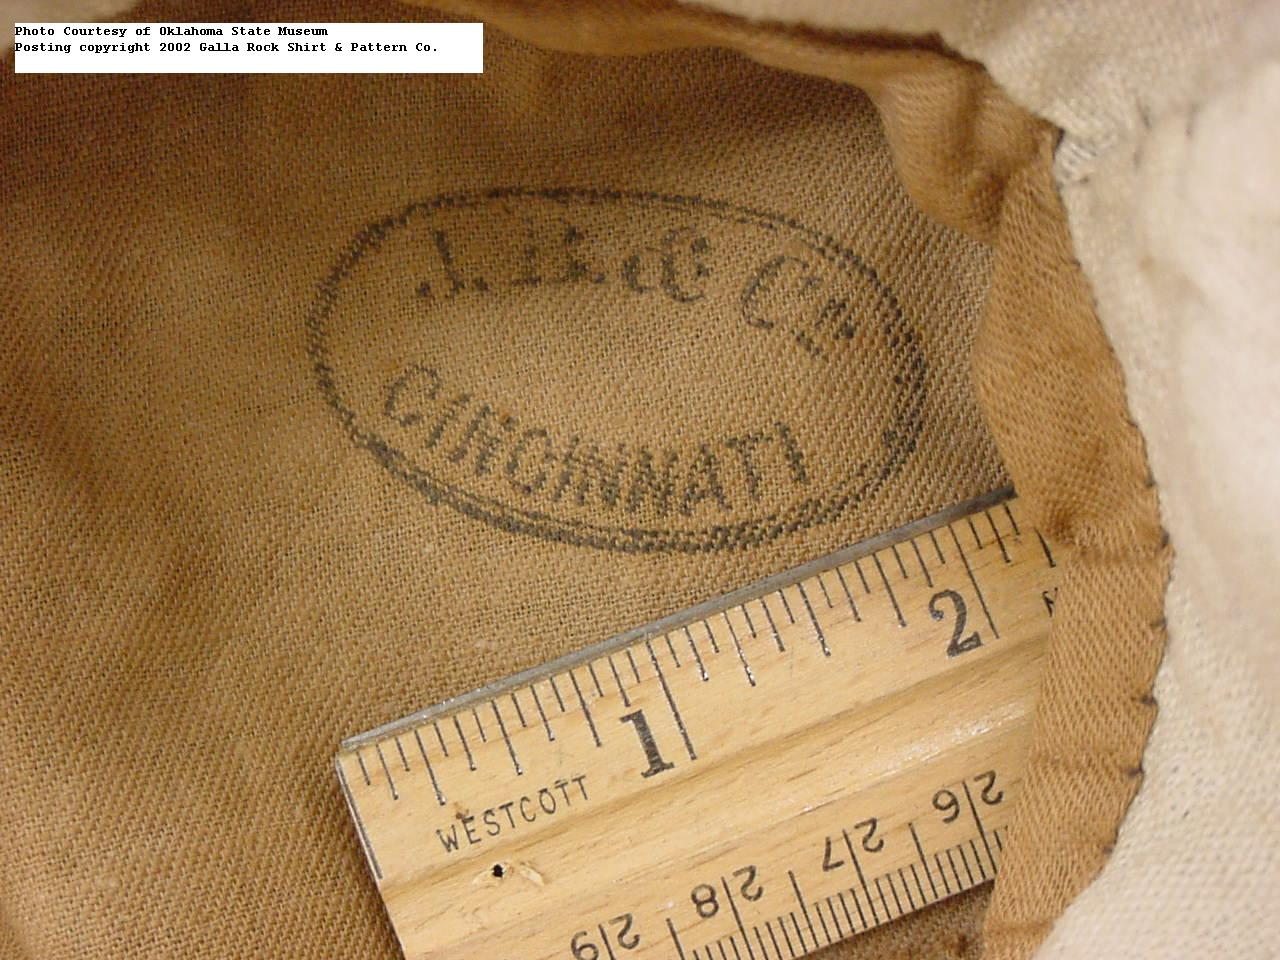 Photo Courtesy of Oklahoma State Museum
Posting copyright 2002 Galla Rock Shirt & Pattern Co.
J. B. & Co.
CINCINNATI
1 2
WESTCOTT
29 28 27 26